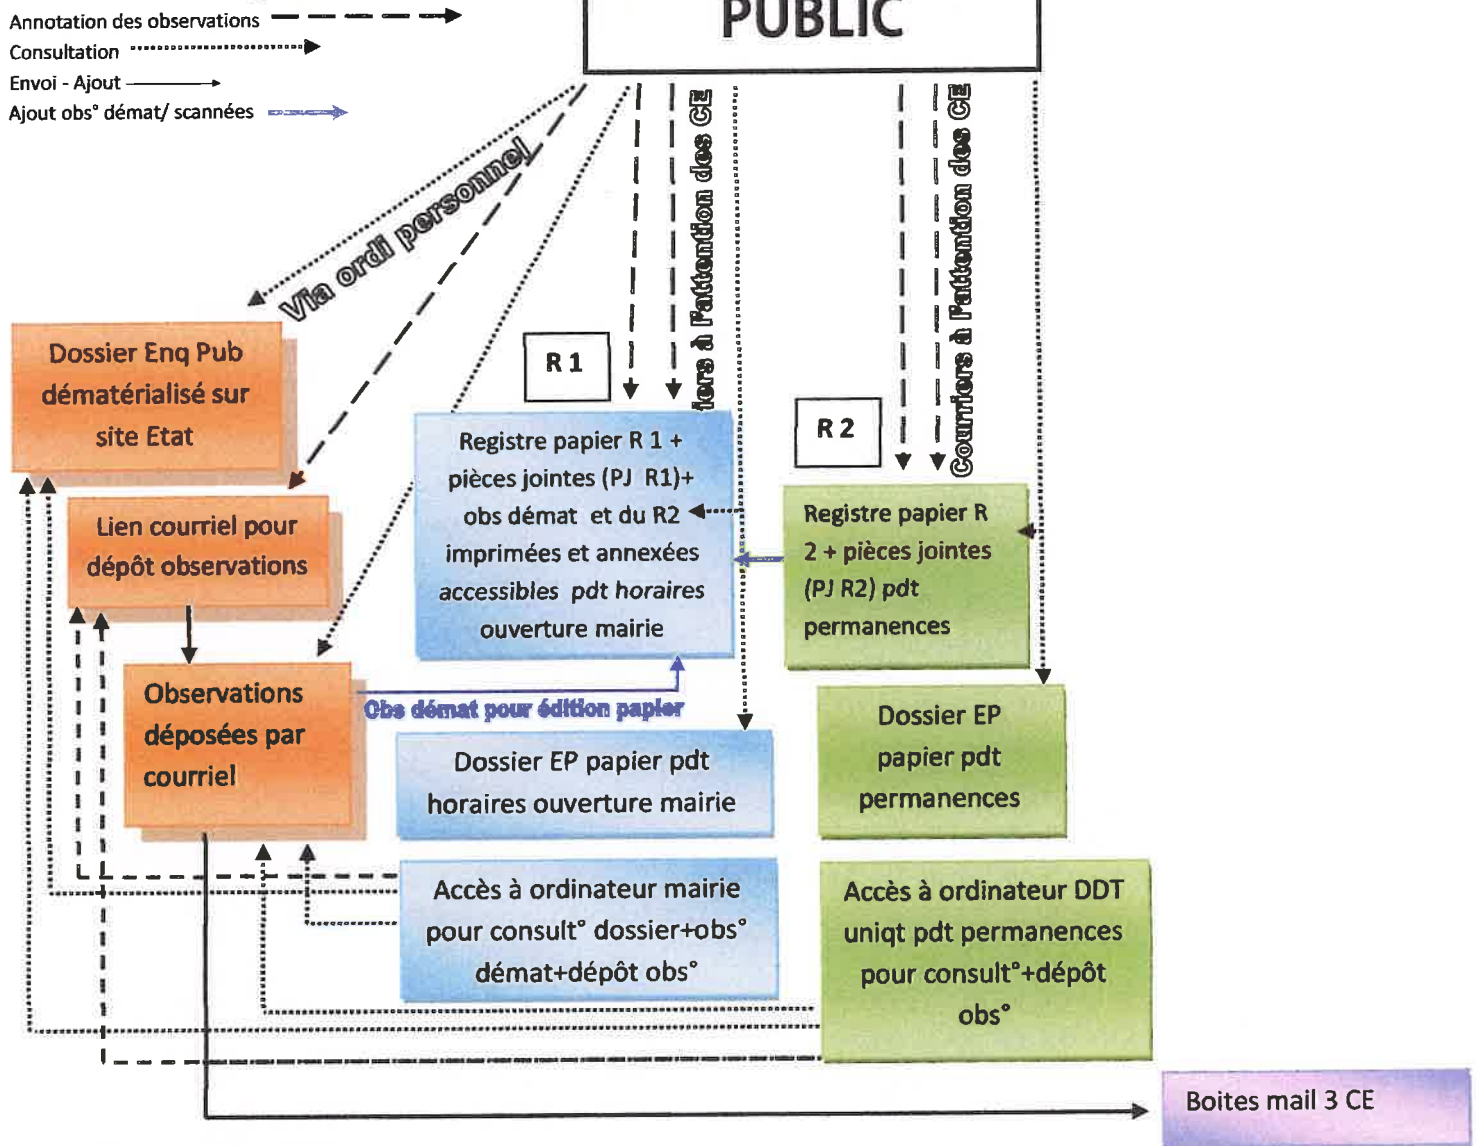 Annotation des observations
Consultation
Envoi - Ajout
Ajout obs° démat/ scannées
PUBLIC
Via ordi personnel
iers à l'attention des CE
Courriers à l'attention des CE
Dossier Enq Pub
dématérialisé sur
site Etat
R 1
R 2
Registre papier R 1 +
pièces jointes (PJ R1)+
obs démat et du R2
imprimées et annexées
accessibles pdt horaires
ouverture mairie
Registre papier R
2 + pièces jointes
(PJ R2) pdt
permanences
Lien courriel pour
dépôt observations
Observations
déposées par
courriel
Obs démat pour édition papier
Dossier EP papier pdt
horaires ouverture mairie
Dossier EP
papier pdt
permanences
Accès à ordinateur mairie
pour consult° dossier+obs°
démat+dépôt obs°
Accès à ordinateur DDT
uniqt pdt permanences
pour consult°+dépôt
obs°
Boites mail 3 CE